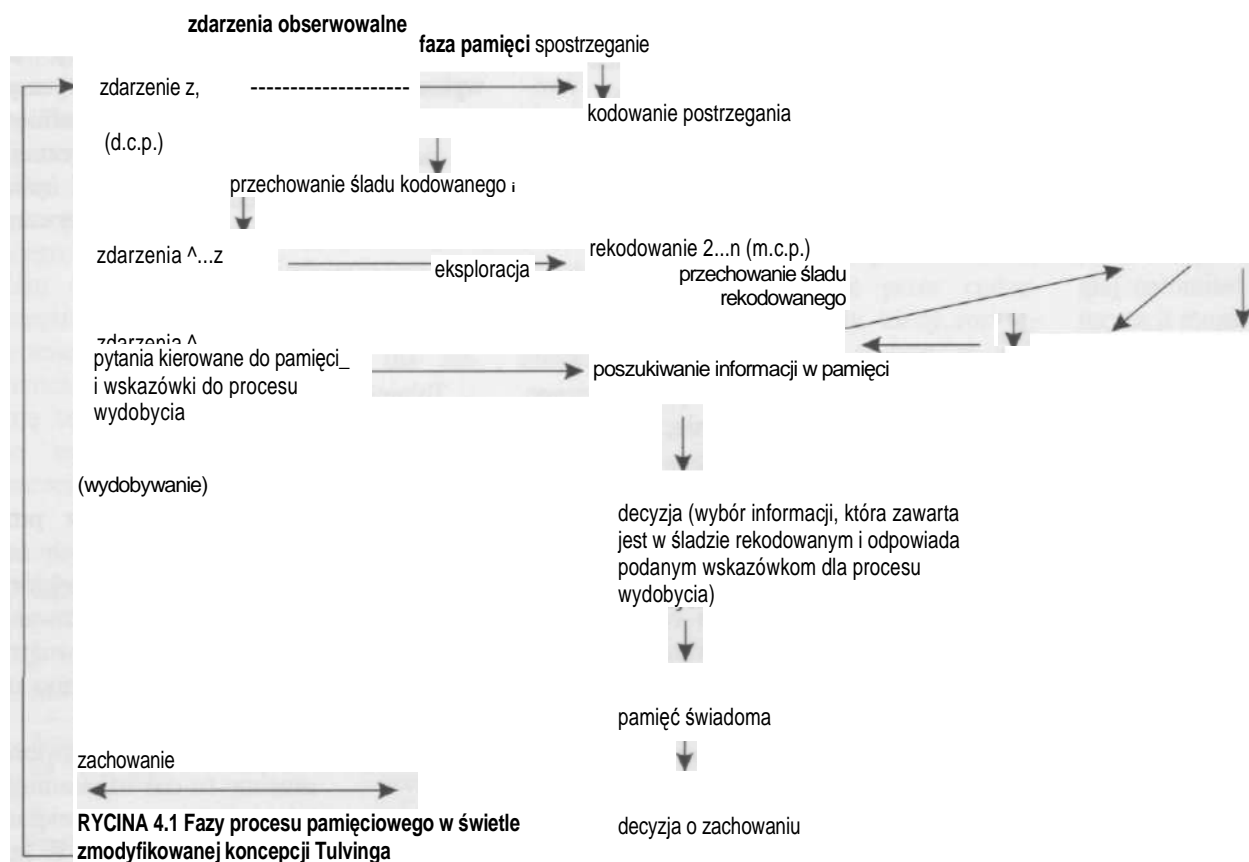 zdarzenia obserwowalne
faza pamięci spostrzeganie
zdarzenie z,
kodowanie postrzegania
(d.c.p.)
przechowanie śladu kodowanego i
zdarzenia ^...z
eksploracja
rekodowanie 2...n (m.c.p.)
przechowanie śladu
rekodowanego
zdarzenia ^
pytania kierowane do pamięci_
i wskazówki do procesu
wydobycia
poszukiwanie informacji w pamięci
(wydobywanie)
decyzja (wybór informacji, która zawarta
jest w śladzie rekodowanym i odpowiada
podanym wskazówkom dla procesu
wydobycia)
pamięć świadoma
zachowanie
decyzja o zachowaniu
RYCINA 4.1 Fazy procesu pamięciowego w świetle
zmodyfikowanej koncepcji Tulvinga